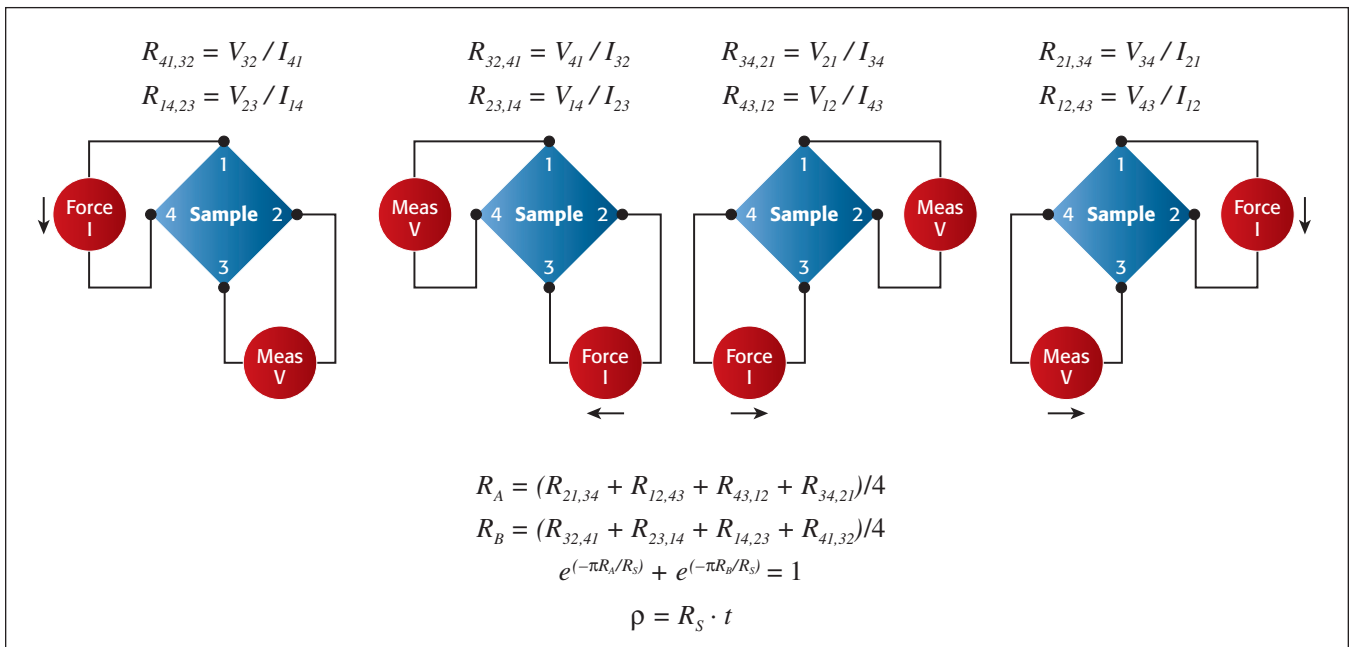 R41,32 = V32 / I41
R14,23 = V23 / I14
R32,41 = V41 / I32
R23,14 = V14 / I23
R34,21 = V21 / I34
R43,12 = V12 / I43
R21,34 = V34 / I21
R12,43 = V43 / I12
Force
I
1
4 Sample 2
3
Meas
V
Meas
V
1
4 Sample 2
3
Force
I
1
4 Sample 2
3
Meas
V
Force
I
1
4 Sample 2
3
Force
I
Meas
V
RA = (R21,34 + R12,43 + R43,12 + R34,21)/4
RB = (R32,41 + R23,14 + R14,23 + R41,32)/4
e(−πRA/RS) + e(−πRB/RS) = 1
ρ = RS · t